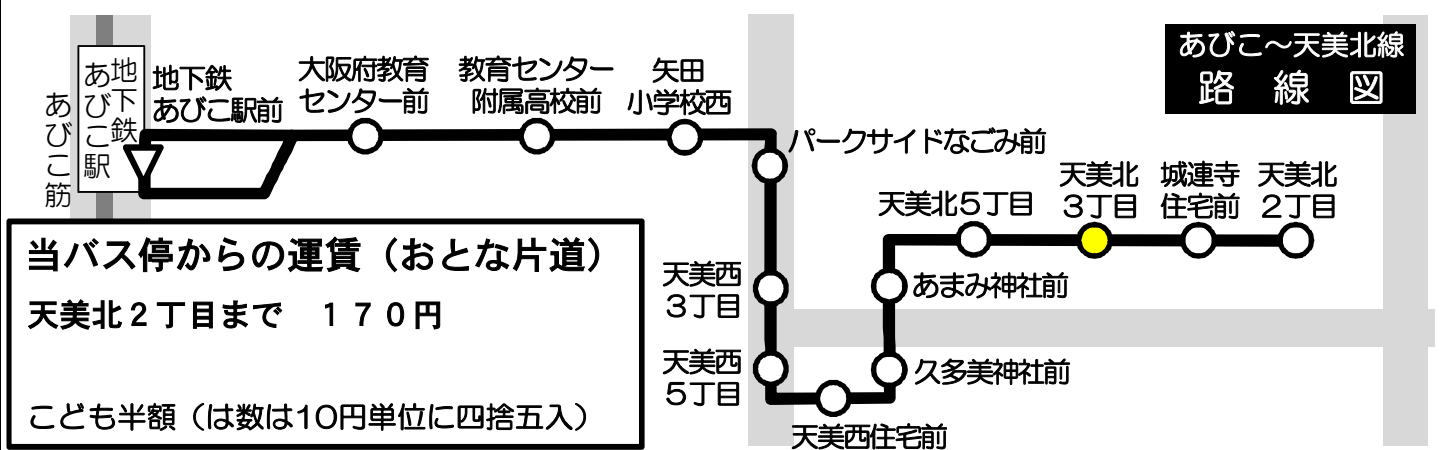 あびこ～天美北線
路線図
あびこ筋
地下鉄
あびこ駅
地下鉄
あびこ駅前
大阪府教育
センター前
教育センター
附属高校前
矢田
小学校西
パークサイドなごみ前
天美西
3丁目
天美西
5丁目
天美西住宅前
久多美神社前
あまみ神社前
天美北5丁目
天美北
3丁目
城連寺
住宅前
天美北
2丁目
当バス停からの運賃（おとな片道）
天美北２丁目まで　１７０円
こども半額（は数は10円単位に四捨五入）